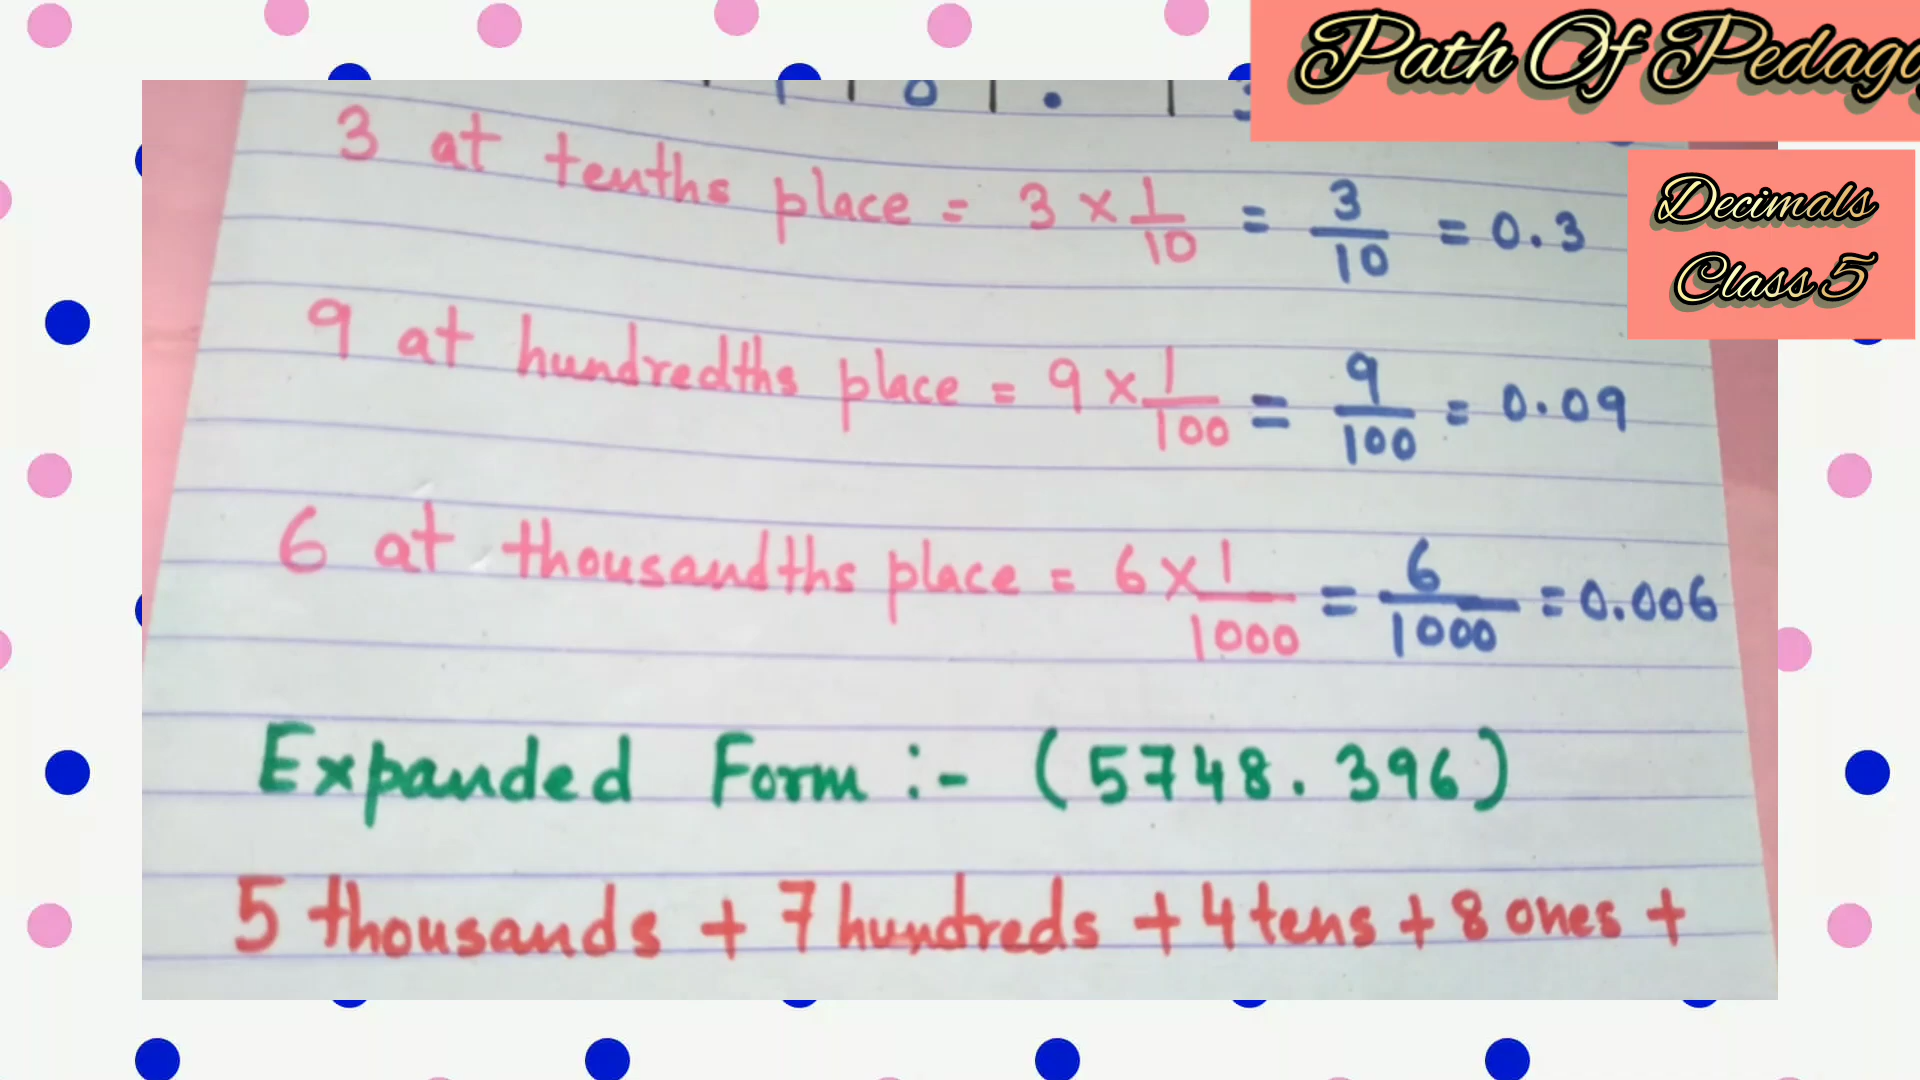 Path Of Pedago
Decimals
Class 5
3 at tenths place = 3 × 1/10 = 3/10 = 0.3
9 at hundredths place = 9 × 1/100 = 9/100 = 0.09
6 at thousandths place = 6 × 1/1000 = 6/1000 = 0.006
Expanded Form :- (5748.396)
5 thousands + 7 hundreds + 4 tens + 8 ones +